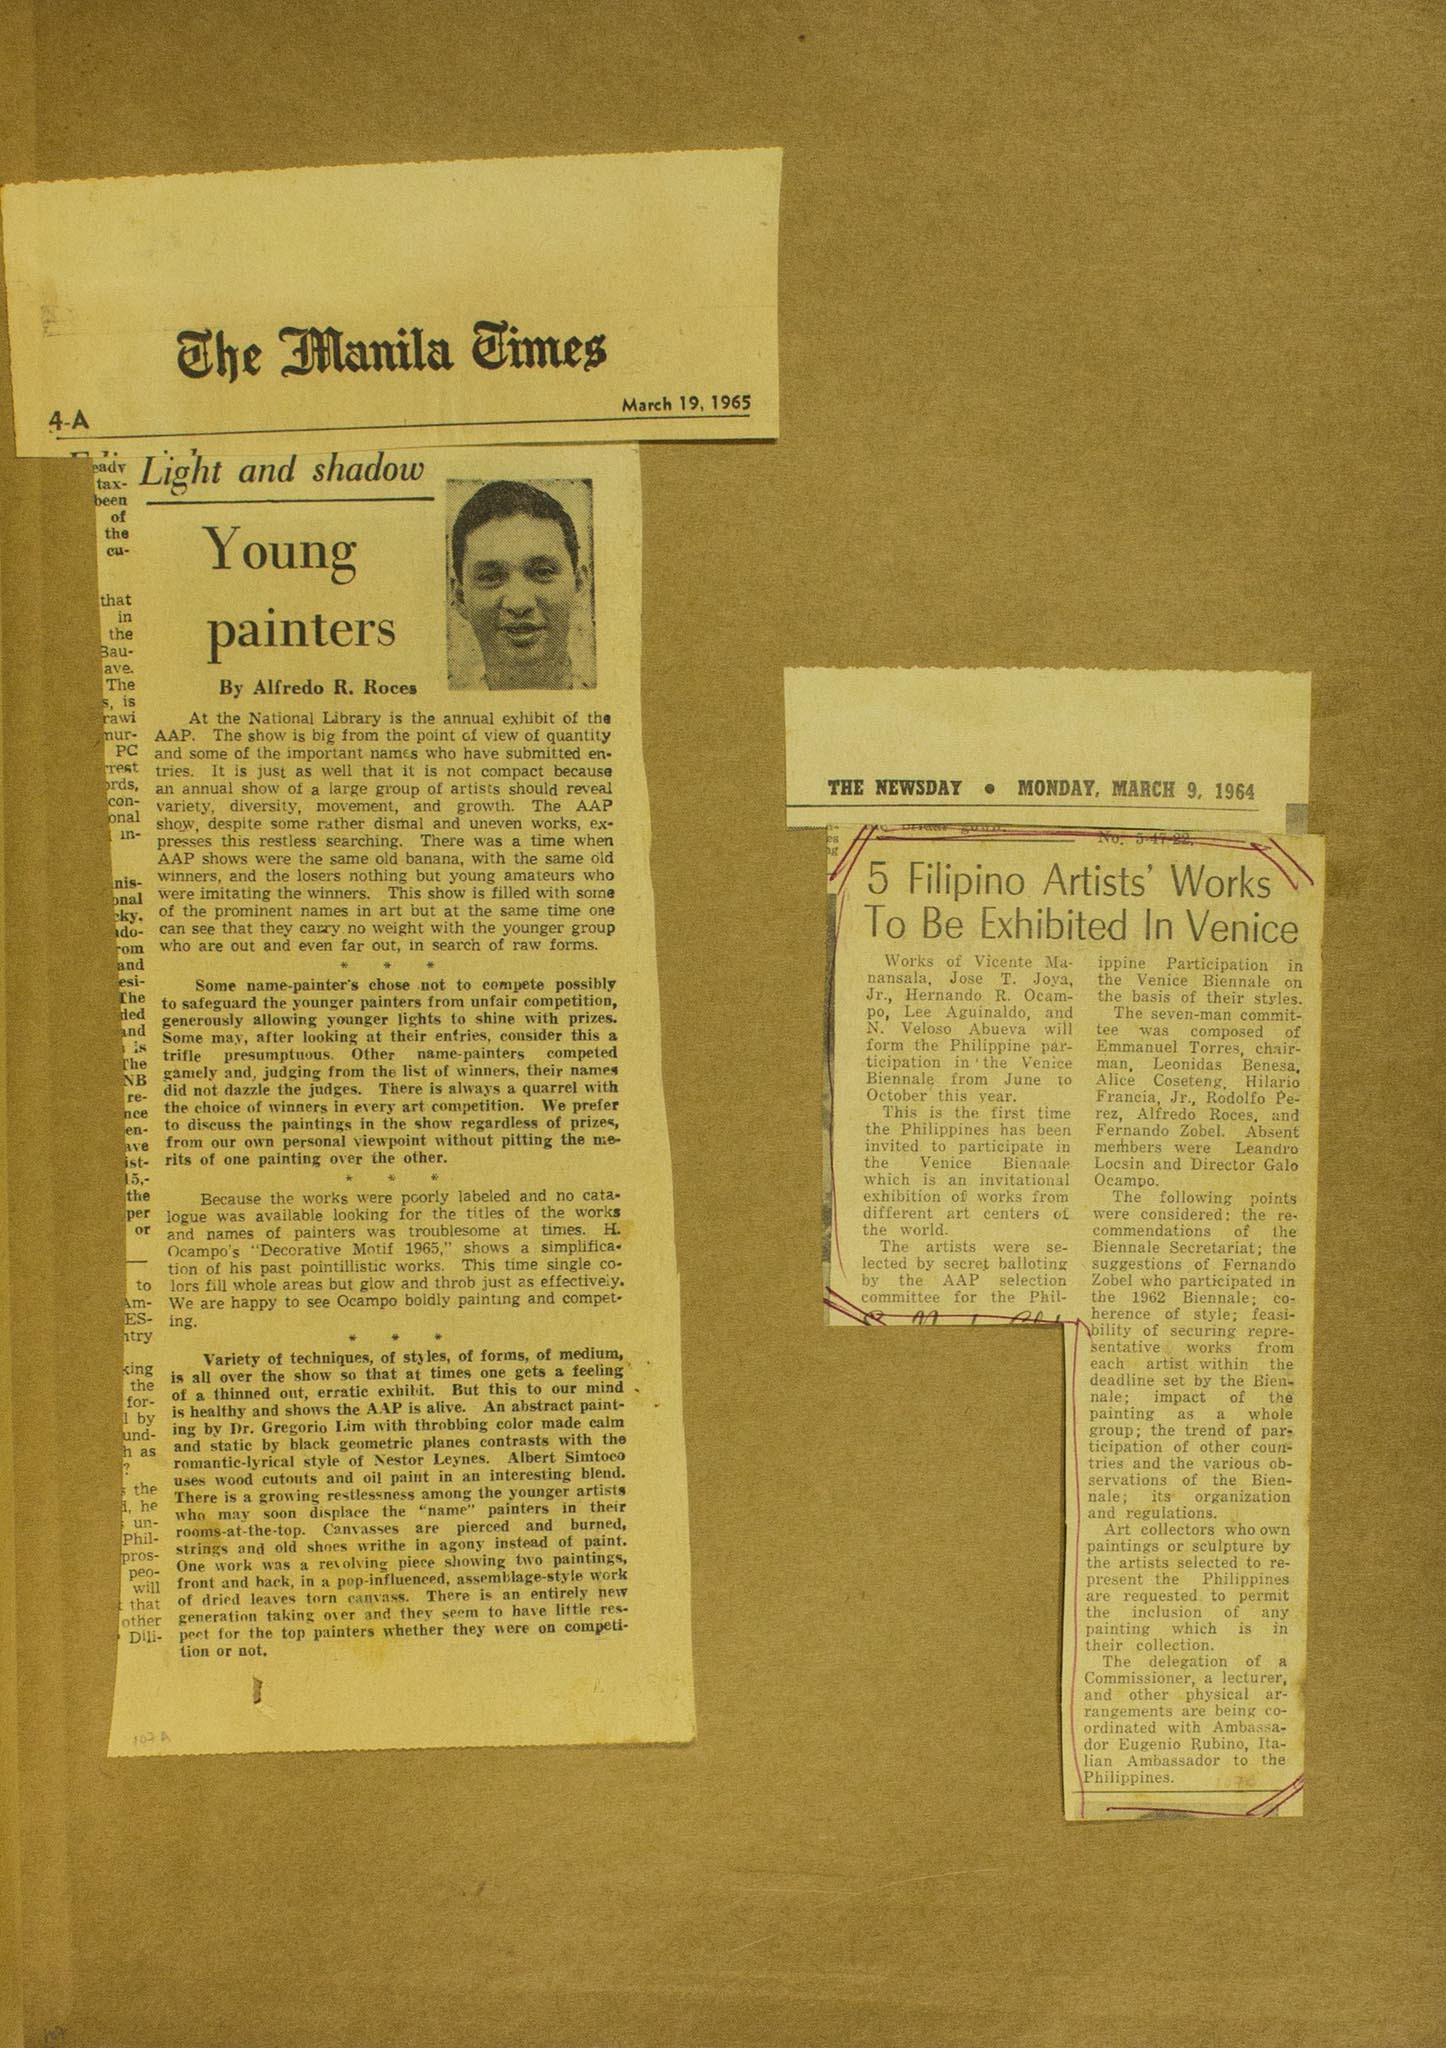 The Manila Times
4-A
March 19, 1965
Light and shadow
Young
painters
By Alfredo R. Roces
At the National Library is the annual exhibit of the
AAP. The show is big from the point of view of quantity
and some of the important names who have submitted en-
tries. It is just as well that it is not compact because
an annual show of a large group of artists should reveal
variety, diversity, movement, and growth. The AAP
show, despite some rather dismal and uneven works, ex-
presses this restless searching. There was a time when
AAP shows were the same old banana, with the same old
winners, and the losers nothing but young amateurs who
were imitating the winners. This show is filled with some
of the prominent names in art but at the same time one
can see that they carry no weight with the younger group
who are out and even far out, in search of raw forms.
* * *
Some name-painter's chose not to compete possibly
to safeguard the younger painters from unfair competition,
generously allowing younger lights to shine with prizes.
Some may, after looking at their entries, consider this a
trifle presumptuous. Other name-painters competed
gamely and, judging from the list of winners, their names
did not dazzle the judges. There is always a quarrel with
the choice of winners in every art competition. We prefer
to discuss the paintings in the show regardless of prizes,
from our own personal viewpoint without pitting the me-
rits of one painting over the other.
* * *
Because the works were poorly labeled and no cata-
logue was available looking for the titles of the works
and names of painters was troublesome at times. H.
Ocampo's "Decorative Motif 1965," shows a simplifica-
tion of his past pointillistic works. This time single co-
lors fill whole areas but glow and throb just as effectively.
We are happy to see Ocampo boldly painting and compet-
ing.
* * *
Variety of techniques, of styles, of forms, of medium,
is all over the show so that at times one gets a feeling
of a thinned out, erratic exhibit. But this to our mind
is healthy and shows the AAP is alive. An abstract paint-
ing by Dr. Gregorio Lim with throbbing color made calm
and static by black geometric planes contrasts with the
romantic-lyrical style of Nestor Leynes. Albert Simtoco
uses wood cutouts and oil paint in an interesting blend.
There is a growing restlessness among the younger artists
who may soon displace the "name" painters in their
rooms-at-the-top. Canvasses are pierced and burned,
strings and old shoes writhe in agony instead of paint.
One work was a revolving piece showing two paintings,
front and back, in a pop-influenced, assemblage-style work
of dried leaves torn canvass. There is an entirely new
generation taking over and they seem to have little res-
pect for the top painters whether they were on competi-
tion or not.
107 A
THE NEWSDAY • MONDAY, MARCH 9, 1964
No. 5-47-22.
5 Filipino Artists' Works
To Be Exhibited In Venice
Works of Vicente Ma-
nansala, Jose T. Joya,
Jr., Hernando R. Ocam-
po, Lee Aguinaldo, and
N. Veloso Abueva will
form the Philippine par-
ticipation in the Venice
Biennale from June to
October this year.
This is the first time
the Philippines has been
invited to participate in
the Venice Biennale
which is an invitational
exhibition of works from
different art centers of
the world.
The artists were se-
lected by secret balloting
by the AAP selection
committee for the Phil-
ippine Participation in
the Venice Biennale on
the basis of their styles.
The seven-man commit-
tee was composed of
Emmanuel Torres, chair-
man, Leonidas Benesa,
Alice Coseteng, Hilario
Francia, Jr., Rodolfo Pe-
rez, Alfredo Roces, and
Fernando Zobel. Absent
members were Leandro
Locsin and Director Galo
Ocampo.
The following points
were considered: the re-
commendations of the
Biennale Secretariat; the
suggestions of Fernando
Zobel who participated in
the 1962 Biennale; co-
herence of style; feasi-
bility of securing repre-
sentative works from
each artist within the
deadline set by the Bien-
nale; impact of the
painting as a whole
group; the trend of par-
ticipation of other coun-
tries and the various ob-
servations of the Bien-
nale; its organization
and regulations.
Art collectors who own
paintings or sculpture by
the artists selected to re-
present the Philippines
are requested to permit
the inclusion of any
painting which is in
their collection.
The delegation of a
Commissioner, a lecturer,
and other physical ar-
rangements are being co-
ordinated with Ambassa-
dor Eugenio Rubino, Ita-
lian Ambassador to the
Philippines.
107